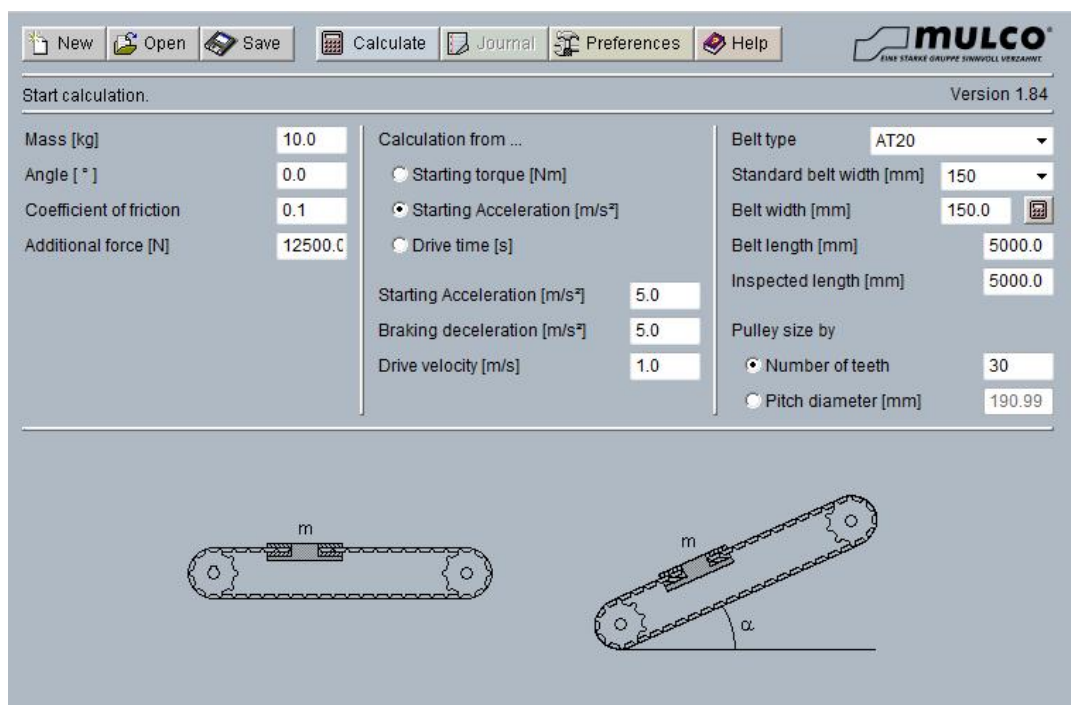 New Open Save Calculate Journal Preferences Help
MULCO
EINE STARKE GRUPPE SINNVOLL VERZAHNT.
Start calculation. Version 1.84
Mass [kg] 10.0
Angle [ ° ] 0.0
Coefficient of friction 0.1
Additional force [N] 12500.0
Calculation from ...
Starting torque [Nm]
Starting Acceleration [m/s²]
Drive time [s]
Starting Acceleration [m/s²] 5.0
Braking deceleration [m/s²] 5.0
Drive velocity [m/s] 1.0
Belt type AT20
Standard belt width [mm] 150
Belt width [mm] 150.0
Belt length [mm] 5000.0
Inspected length [mm] 5000.0
Pulley size by
Number of teeth 30
Pitch diameter [mm] 190.99
m
m
α